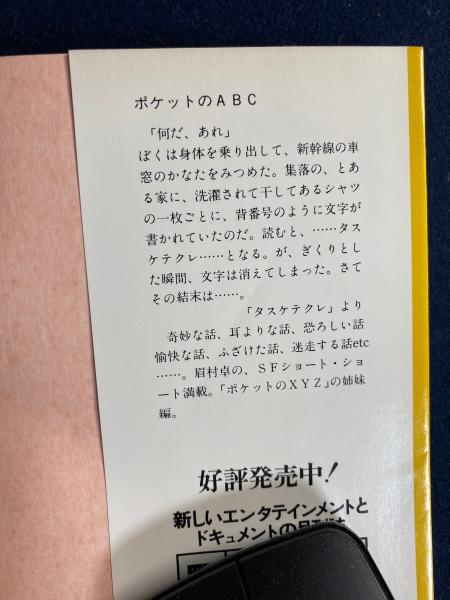 ポケットのＡＢＣ
「何だ、あれ」
ぼくは身体を乗り出して、新幹線の車
窓のかなたをみつめた。集落の、とあ
る家に、洗濯されて干してあるシャツ
の一枚ごとに、背番号のように文字が
書かれていたのだ。読むと、……タス
ケテクレ……となる。が、ぎくりとし
た瞬間、文字は消えてしまった。さて
その結末は……。
「タスケテクレ」より
奇妙な話、耳よりな話、恐ろしい話
愉快な話、ふざけた話、迷走する話etc
……。眉村卓の、ＳＦショート・ショ
ート満載。「ポケットのＸＹＺ」の姉妹
編。
好評発売中！
新しいエンタテインメントと
ドキュメントの